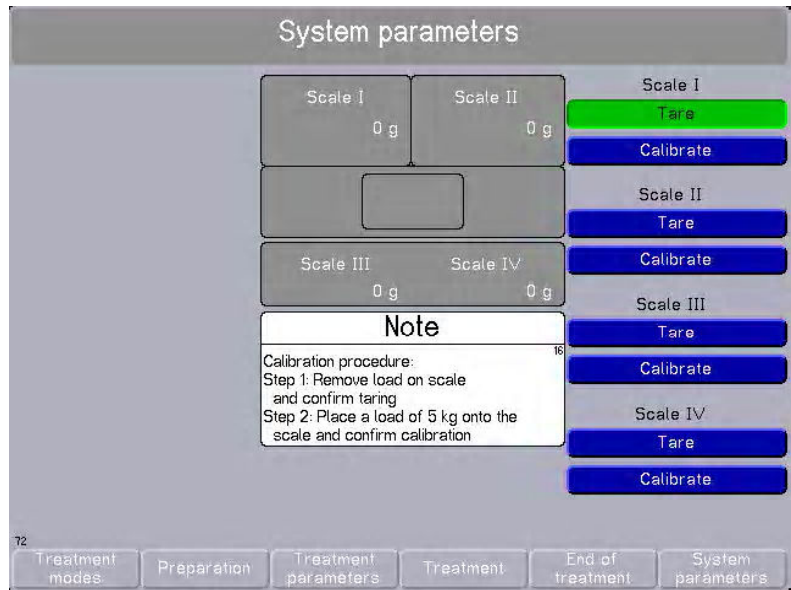 System parameters
Scale I
Scale II
0 g
0 g
Scale III
Scale IV
0 g
0 g
Note
16
Calibration procedure:
Step 1: Remove load on scale
and confirm taring
Step 2: Place a load of 5 kg onto the
scale and confirm calibration
Scale I
Tare
Calibrate
Scale II
Tare
Calibrate
Scale III
Tare
Calibrate
Scale IV
Tare
Calibrate
72
Treatment
modes
Preparation
Treatment
parameters
Treatment
End of
treatment
System
parameters